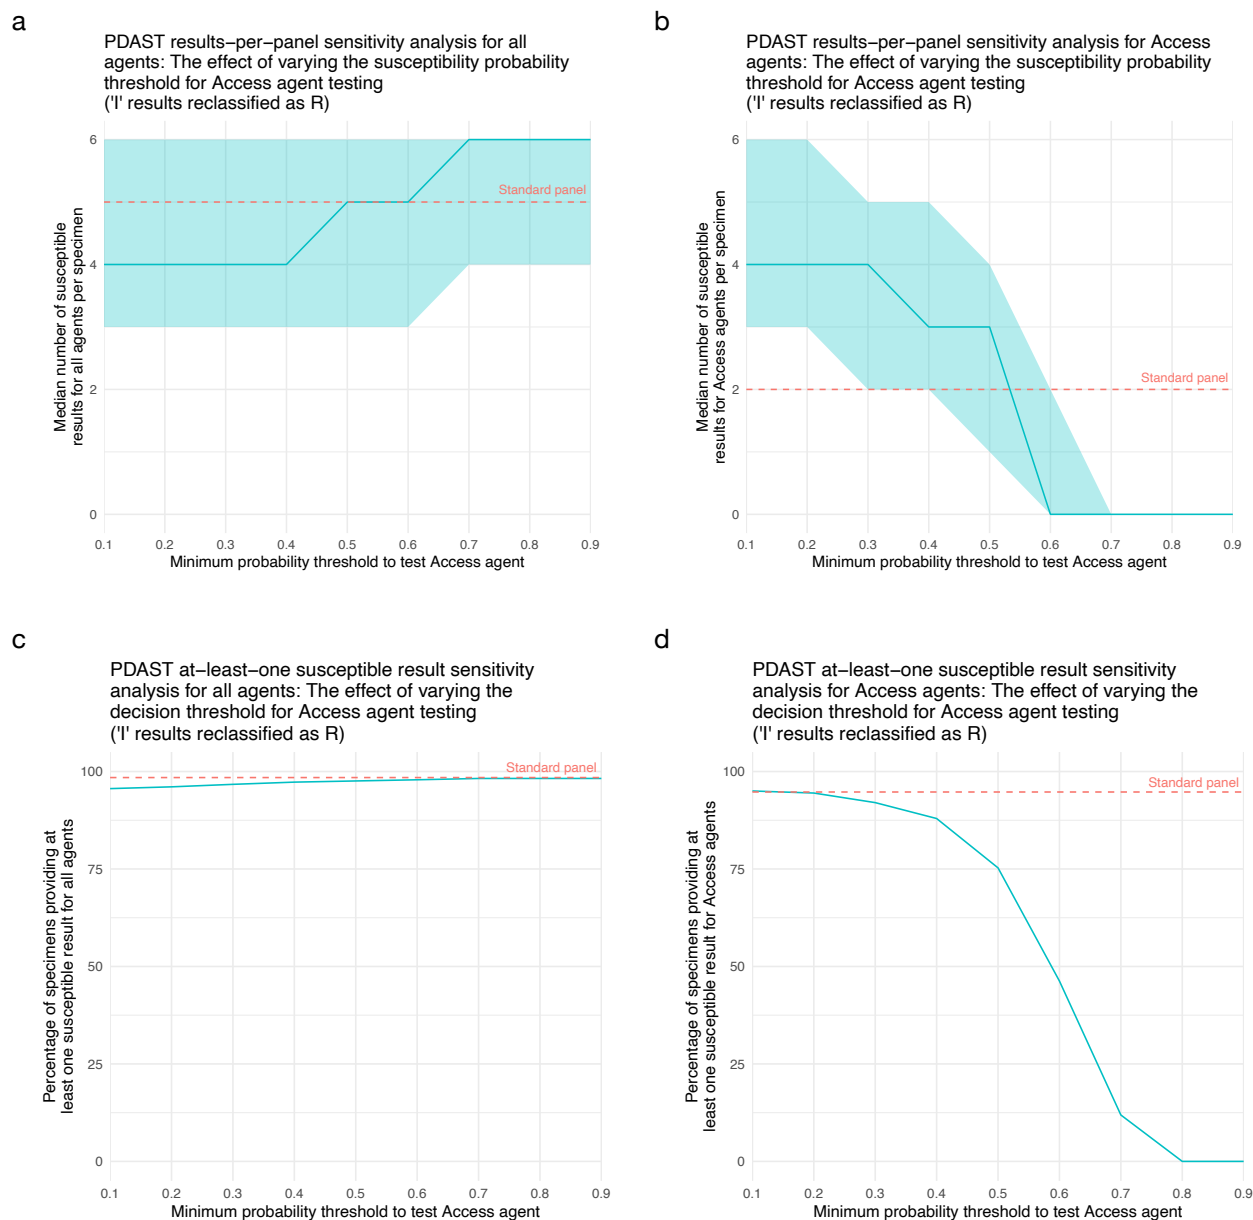 a
PDAST results−per−panel sensitivity analysis for all
agents: The effect of varying the susceptibility probability
threshold for Access agent testing
('I' results reclassified as R)
Median number of susceptible
results for all agents per specimen
6
4
2
0
Standard panel
0.1 0.2 0.3 0.4 0.5 0.6 0.7 0.8 0.9
Minimum probability threshold to test Access agent
b
PDAST results−per−panel sensitivity analysis for Access
agents: The effect of varying the susceptibility probability
threshold for Access agent testing
('I' results reclassified as R)
Median number of susceptible
results for Access agents per specimen
6
4
2
0
Standard panel
0.1 0.2 0.3 0.4 0.5 0.6 0.7 0.8 0.9
Minimum probability threshold to test Access agent
c
PDAST at−least−one susceptible result sensitivity
analysis for all agents: The effect of varying the
decision threshold for Access agent testing
('I' results reclassified as R)
Percentage of specimens providing at
least one susceptible result for all agents
100
75
50
25
0
Standard panel
0.1 0.2 0.3 0.4 0.5 0.6 0.7 0.8 0.9
Minimum probability threshold to test Access agent
d
PDAST at−least−one susceptible result sensitivity
analysis for Access agents: The effect of varying the
decision threshold for Access agent testing
('I' results reclassified as R)
Percentage of specimens providing at
least one susceptible result for Access agents
100
75
50
25
0
Standard panel
0.1 0.2 0.3 0.4 0.5 0.6 0.7 0.8 0.9
Minimum probability threshold to test Access agent